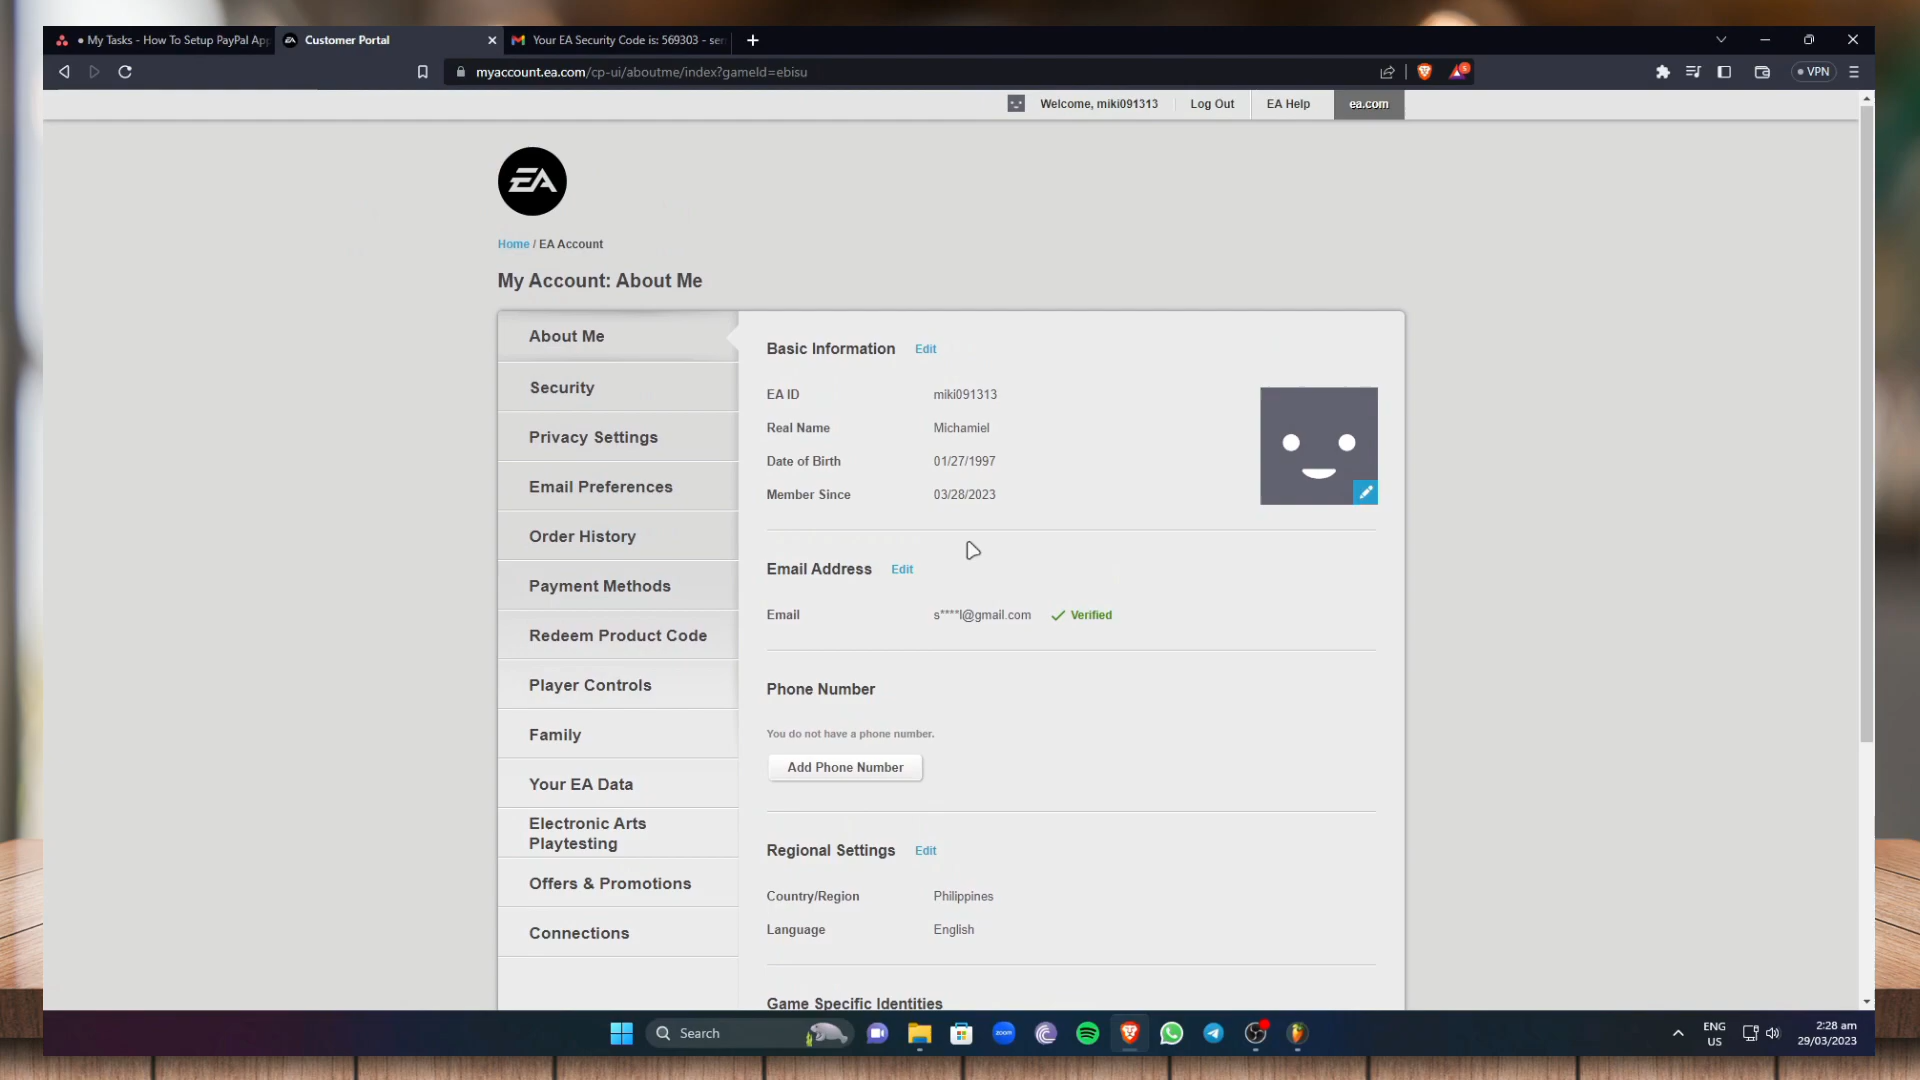 My Tasks - How To Setup PayPal Ap
Customer Portal
Your EA Security Code is: 569303 - ser
myaccount.ea.com/cp-ui/aboutme/index?gameId=ebisu
5
VPN
Welcome, miki091313
Log Out
EA Help
ea.com
EA
Home / EA Account
My Account: About Me
About Me
Security
Privacy Settings
Email Preferences
Order History
Payment Methods
Redeem Product Code
Player Controls
Family
Your EA Data
Electronic Arts
Playtesting
Offers & Promotions
Connections
Basic Information Edit
EA ID miki091313
Real Name Michamiel
Date of Birth 01/27/1997
Member Since 03/28/2023
Email Address Edit
Email s****l@gmail.com Verified
Phone Number
You do not have a phone number.
Add Phone Number
Regional Settings Edit
Country/Region Philippines
Language English
Game Specific Identities
Search
zoom
ENG
US
2:28 am
29/03/2023